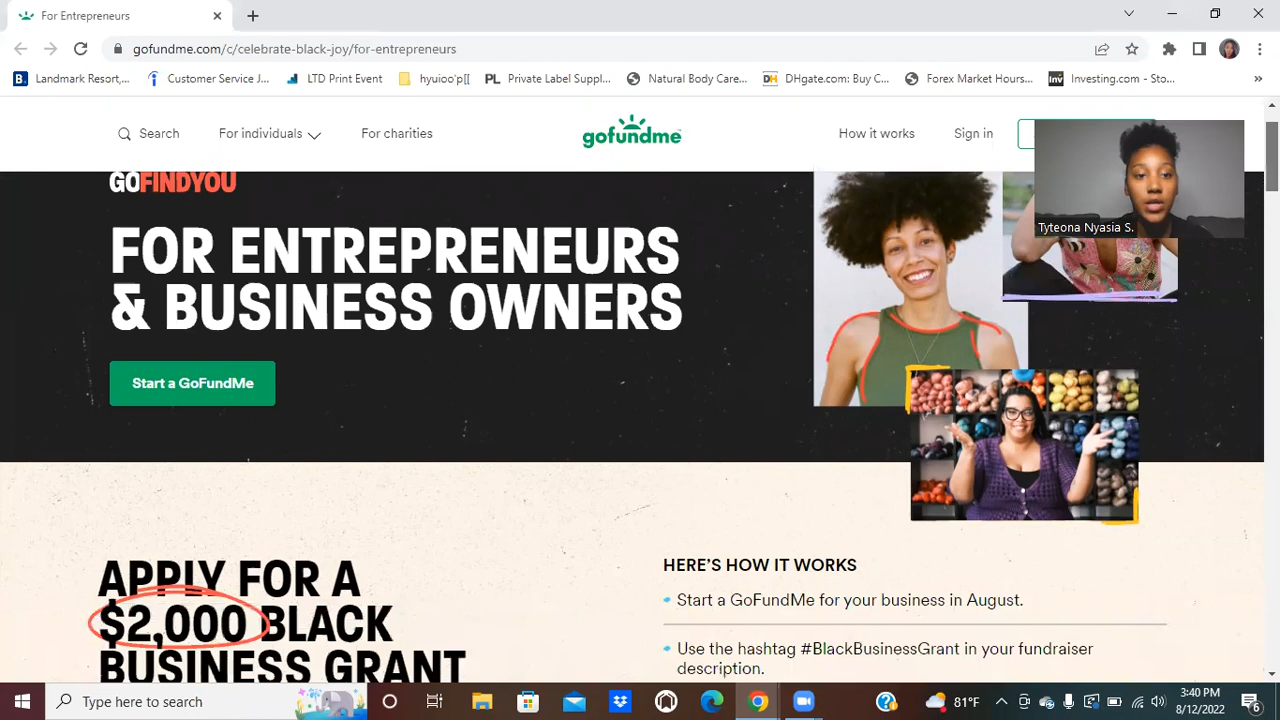 For Entrepreneurs
gofundme.com/c/celebrate-black-joy/for-entrepreneurs
B. Landmark Resort,... Customer Service J... LTD Print Event hyuioo'p[[ PL Private Label Suppl... Natural Body Care... DH DHgate.com: Buy C... Forex Market Hours... Inv Investing.com - Sto... »
Search For individuals For charities gofundme How it works Sign in
Tyteona Nyasia S.
GOFINDYOU
FOR ENTREPRENEURS
& BUSINESS OWNERS
Start a GoFundMe
APPLY FOR A
$2,000 BLACK
BUSINESS GRANT
HERE'S HOW IT WORKS
Start a GoFundMe for your business in August.
Use the hashtag #BlackBusinessGrant in your fundraiser
description.
Type here to search
81°F
3:40 PM
8/12/2022
6